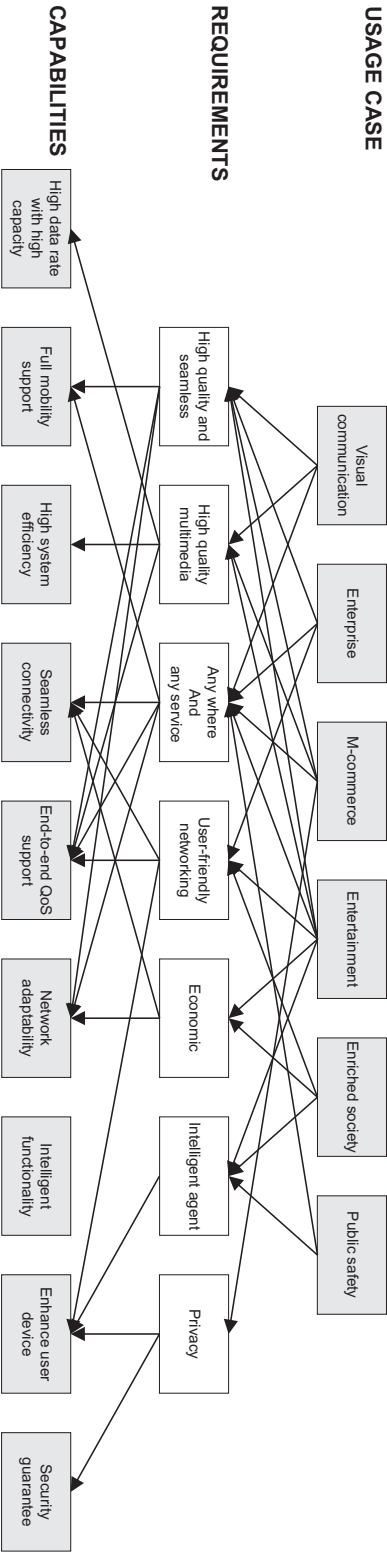 USAGE CASE
Visual
communication
Enterprise
M-commerce
Entertainment
Enriched society
Public safety
REQUIREMENTS
High quality and
seamless
High quality
multimedia
Any where
And
any service
User-friendly
networking
Economic
Intelligent agent
Privacy
CAPABILITIES
High data rate
with high
capacity
Full mobility
support
High system
efficiency
Seamless
connectivity
End-to-end QoS
support
Network
adaptability
Intelligent
functionality
Enhance user
device
Security
guarantee